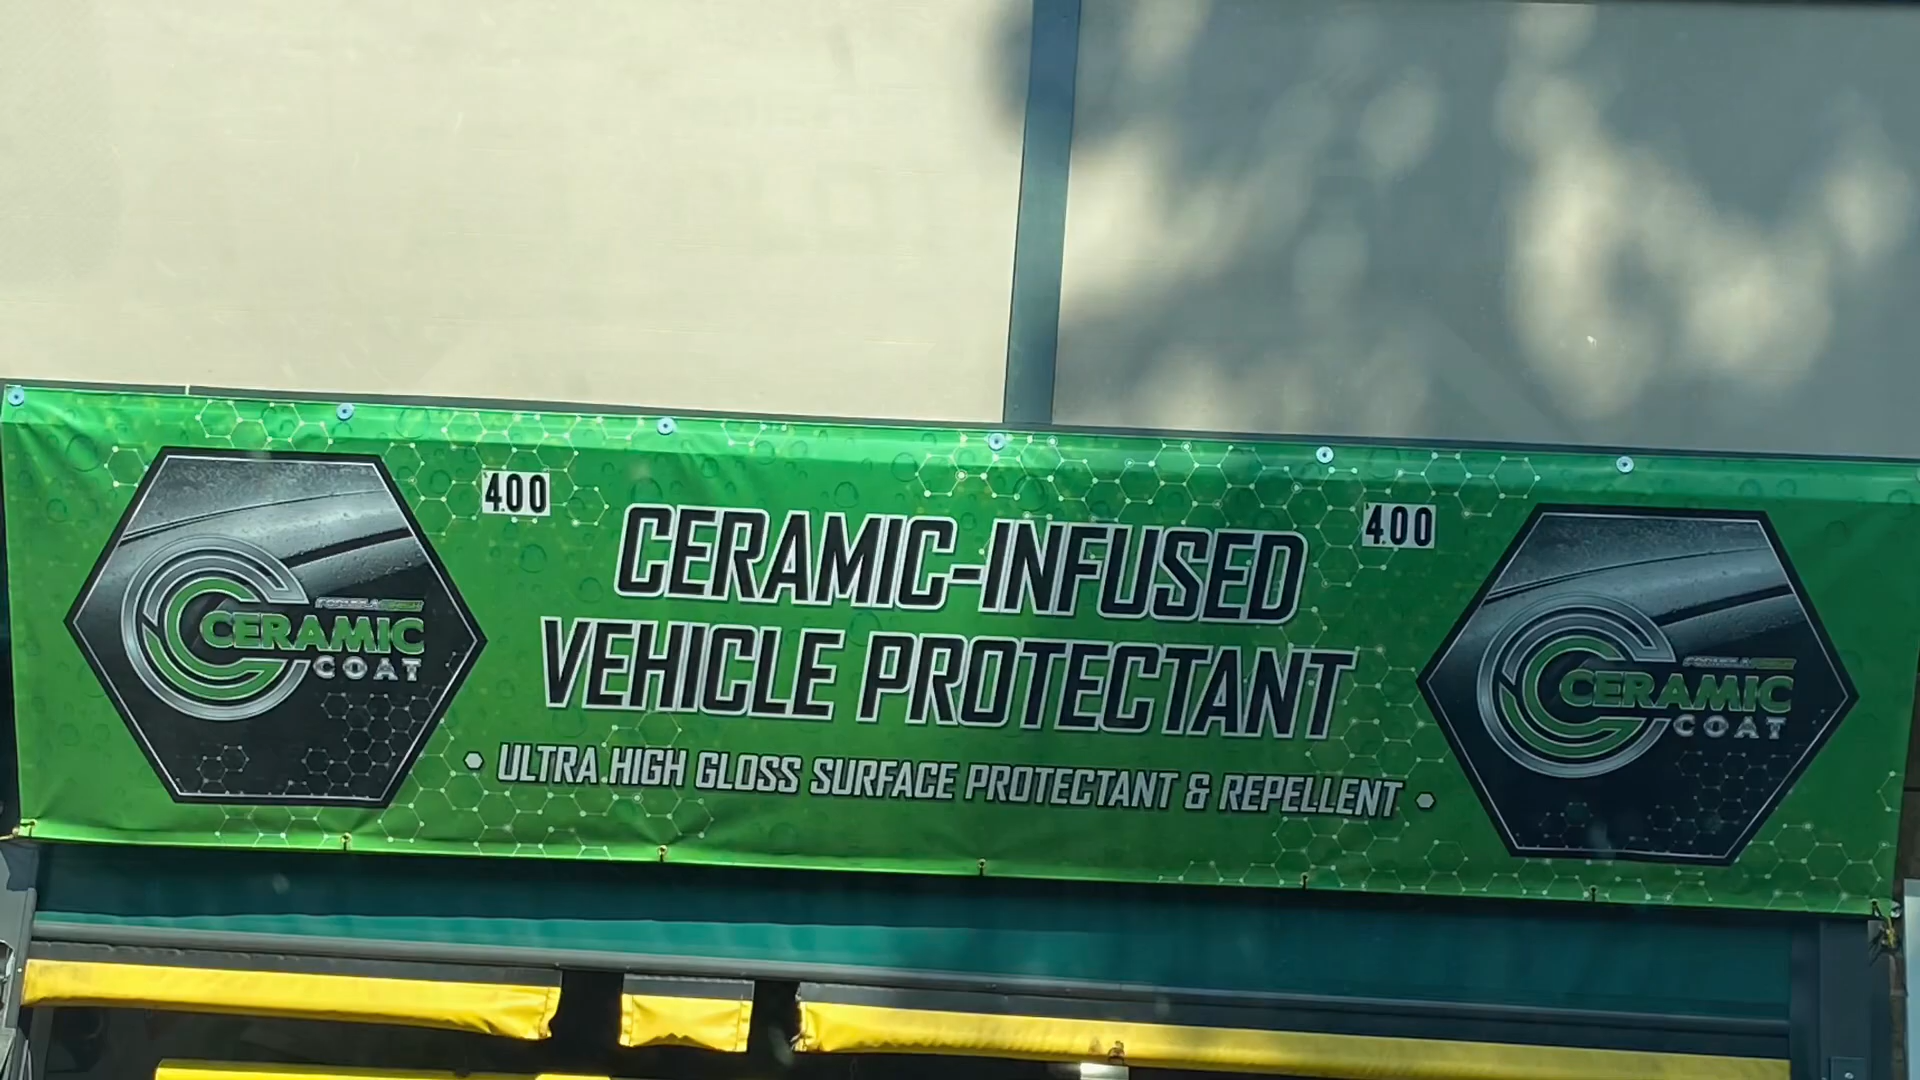 400
400
CERAMIC-INFUSED
VEHICLE PROTECTANT
• ULTRA HIGH GLOSS SURFACE PROTECTANT & REPELLENT •
CERAMIC
COAT
CERAMIC
COAT